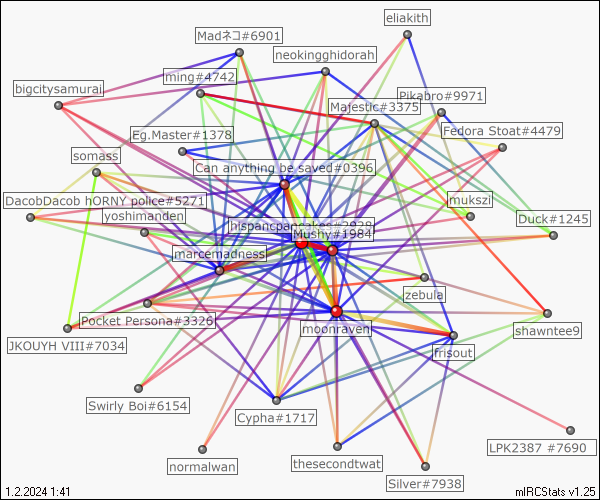 eliakith
Madネコ#6901
neokingghidorah
ming#4742
bigcitysamurai
Pikabro#9971
Majestic#3375
Eg.Master#1378
Fedora Stoat#4479
somass
Can anything be saved#0396
DacobDacob hORNY police#5271
mukszi
yoshimanden
Duck#1245
hispanicpancakes#2928
Mushy#1984
marcemadness
zebula
Pocket Persona#3326
moonraven
shawntee9
JKOUYH VIII#7034
frisout
Swirly Boi#6154
Cypha#1717
LPK2387 #7690
normalwan
thesecondtwat
Silver#7938
1.2.2024 1:41
mIRCStats v1.25